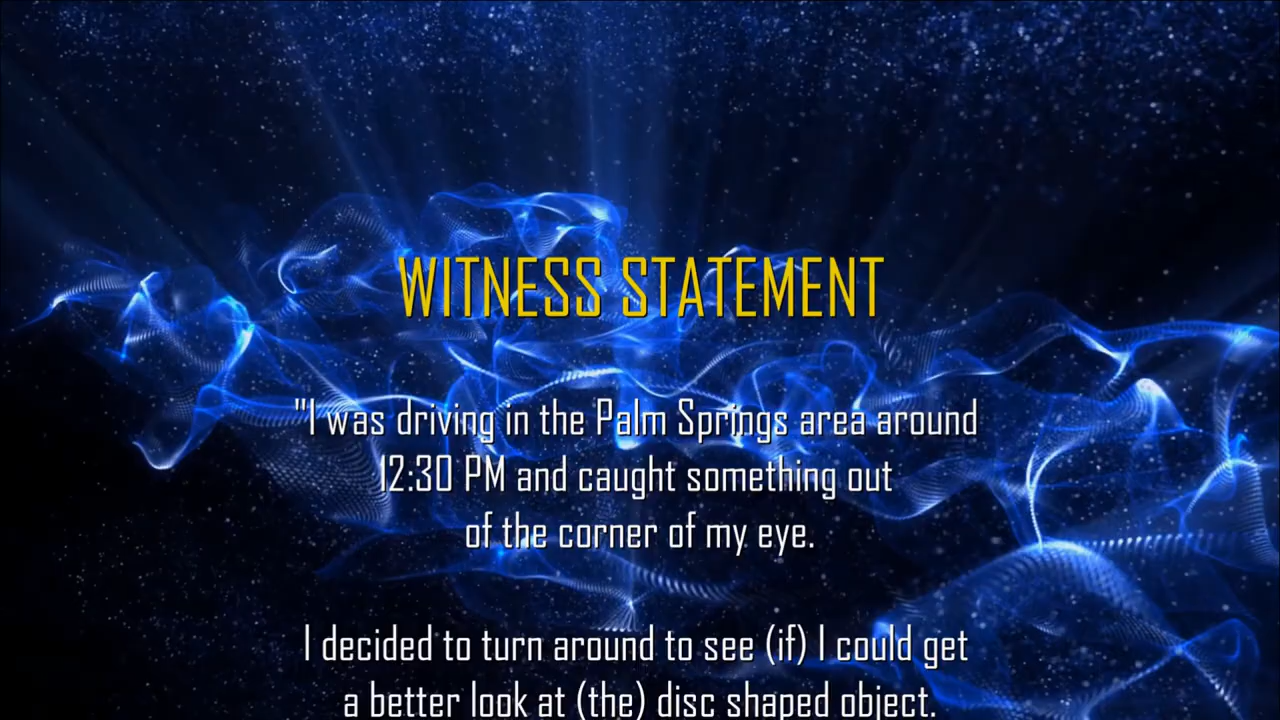 WITNESS STATEMENT
"I was driving in the Palm Springs area around
12:30 PM and caught something out
of the corner of my eye.
I decided to turn around to see (if) I could get
a better look at (the) disc shaped object.